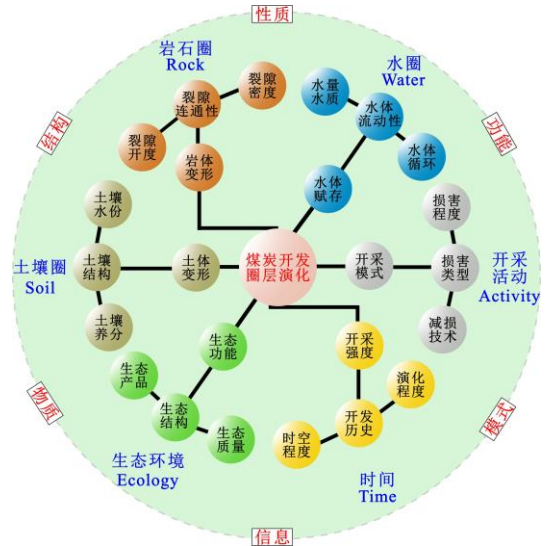 性质
岩石圈
Rock
裂隙
连通性
裂隙
密度
裂隙
开度
岩体
变形
水圈
Water
水量
水质
水体
流动性
水体
循环
水体
赋存
结构
功能
土壤
水份
土壤圈
Soil
土壤
结构
土体
变形
土壤
养分
煤炭开发
圈层演化
开采
模式
损害
程度
损害
类型
减损
技术
开采
活动
Activity
生态
功能
生态
产品
生态
结构
生态
质量
生态环境
Ecology
开采
强度
演化
程度
开发
历史
时空
程度
时间
Time
物质
模式
信息